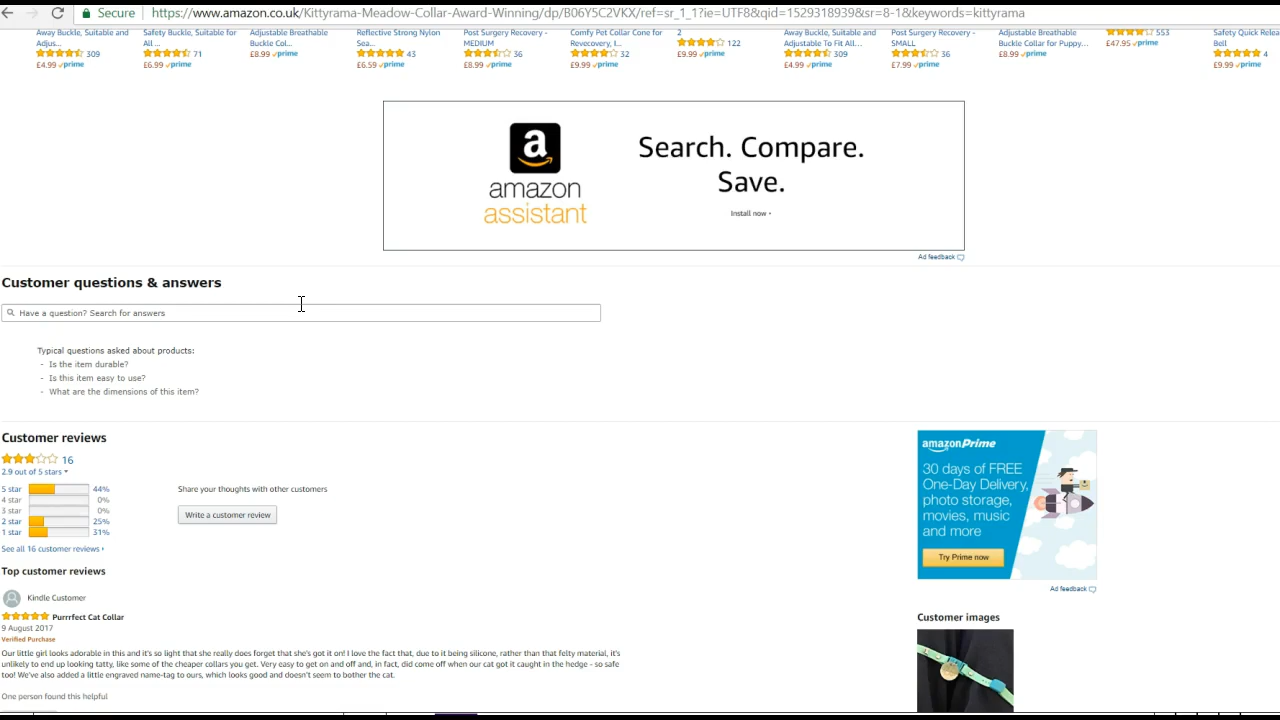 Secure https://www.amazon.co.uk/Kittyrama-Meadow-Collar-Award-Winning/dp/B06Y5C2VKX/ref=sr_1_1?ie=UTF8&qid=1529318939&sr=8-1&keywords=kittyrama
Away Buckle, Suitable and Adjus... 309 £4.99 prime
Safety Buckle, Suitable for All ... 71 £6.99 prime
Adjustable Breathable Buckle Col... £8.99 prime
Reflective Strong Nylon Sea... 43 £6.59 prime
Post Surgery Recovery - MEDIUM 36 £8.99 prime
Comfy Pet Collar Cone for Revecovery, I... 32 £9.99 prime
2 122 £9.99 prime
Away Buckle, Suitable and Adjustable To Fit All... 309 £4.99 prime
Post Surgery Recovery - SMALL 36 £7.99 prime
Adjustable Breathable Buckle Collar for Puppy... £8.99 prime
553 £47.95 prime
Safety Quick Relea Bell 4 £9.99 prime
a
amazon
assistant
Search. Compare.
Save.
Install now ›
Ad feedback
Customer questions & answers
Have a question? Search for answers
Typical questions asked about products:
- Is the item durable?
- Is this item easy to use?
- What are the dimensions of this item?
Customer reviews
16
2.9 out of 5 stars
5 star 44%
4 star 0%
3 star 0%
2 star 25%
1 star 31%
Share your thoughts with other customers
Write a customer review
See all 16 customer reviews ›
Top customer reviews
Kindle Customer
Purrrfect Cat Collar
9 August 2017
Verified Purchase
Our little girl looks adorable in this and it's so light that she really does forget that she's got it on! I love the fact that, due to it being silicone, rather than that felty material, it's
unlikely to end up looking tatty, like some of the cheaper collars you get. Very easy to get on and off and, in fact, did come off when our cat got it caught in the hedge - so safe
too! We've also added a little engraved name-tag to ours, which looks good and doesn't seem to bother the cat.
One person found this helpful
amazonPrime
30 days of FREE
One-Day Delivery,
photo storage,
movies, music
and more
Try Prime now
Ad feedback
Customer images